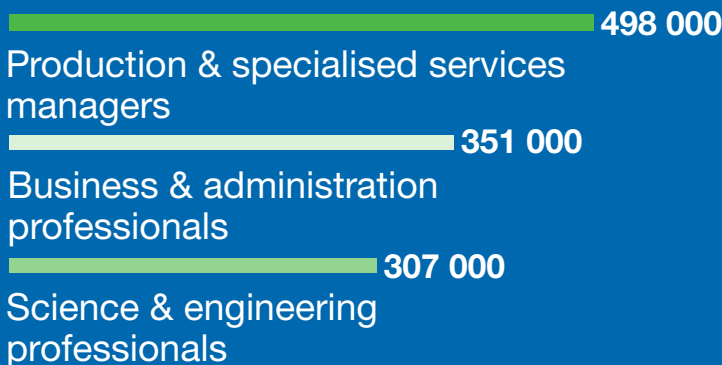 498 000
Production & specialised services
managers
351 000
Business & administration
professionals
307 000
Science & engineering
professionals